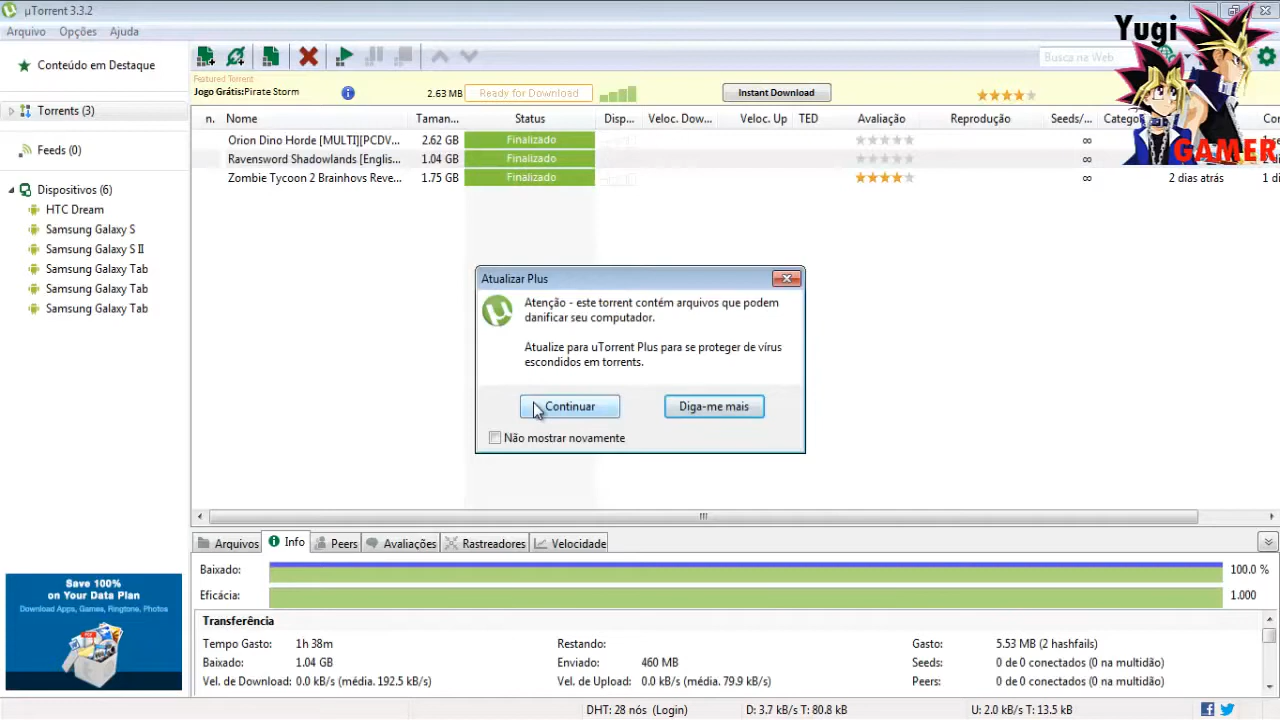 µTorrent 3.3.2
Arquivo Opções Ajuda
Yugi
GAMER
Conteúdo em Destaque
Busca na Web
Featured Torrent
Jogo Grátis:Pirate Storm
2.63 MB
Ready for Download
Instant Download
Torrents (3)
n. Nome Taman... Status Disp... Veloc. Dow... Veloc. Up TED Avaliação Reprodução Seeds/... Categor
Orion Dino Horde [MULTI][PCDV... 2.62 GB Finalizado ∞
Ravensword Shadowlands [Englis... 1.04 GB Finalizado ∞
Zombie Tycoon 2 Brainhovs Reve... 1.75 GB Finalizado ∞ 2 dias atrás
Feeds (0)
Dispositivos (6)
HTC Dream
Samsung Galaxy S
Samsung Galaxy S II
Samsung Galaxy Tab
Samsung Galaxy Tab
Samsung Galaxy Tab
Atualizar Plus
Atenção - este torrent contém arquivos que podem
danificar seu computador.
Atualize para uTorrent Plus para se proteger de vírus
escondidos em torrents.
Continuar Diga-me mais
Não mostrar novamente
Arquivos Info Peers Avaliações Rastreadores Velocidade
Baixado: 100.0 %
Eficácia: 1.000
Transferência
Tempo Gasto: 1h 38m Restando: Gasto: 5.53 MB (2 hashfails)
Baixado: 1.04 GB Enviado: 460 MB Seeds: 0 de 0 conectados (0 na multidão)
Vel. de Download: 0.0 kB/s (média. 192.5 kB/s) Vel. de Upload: 0.0 kB/s (média. 79.9 kB/s) Peers: 0 de 0 conectados (0 na multidão)
Save 100%
on Your Data Plan
Download Apps, Games, Ringtone, Photos
DHT: 28 nós (Login) D: 3.7 kB/s T: 80.8 kB U: 2.0 kB/s T: 13.5 kB